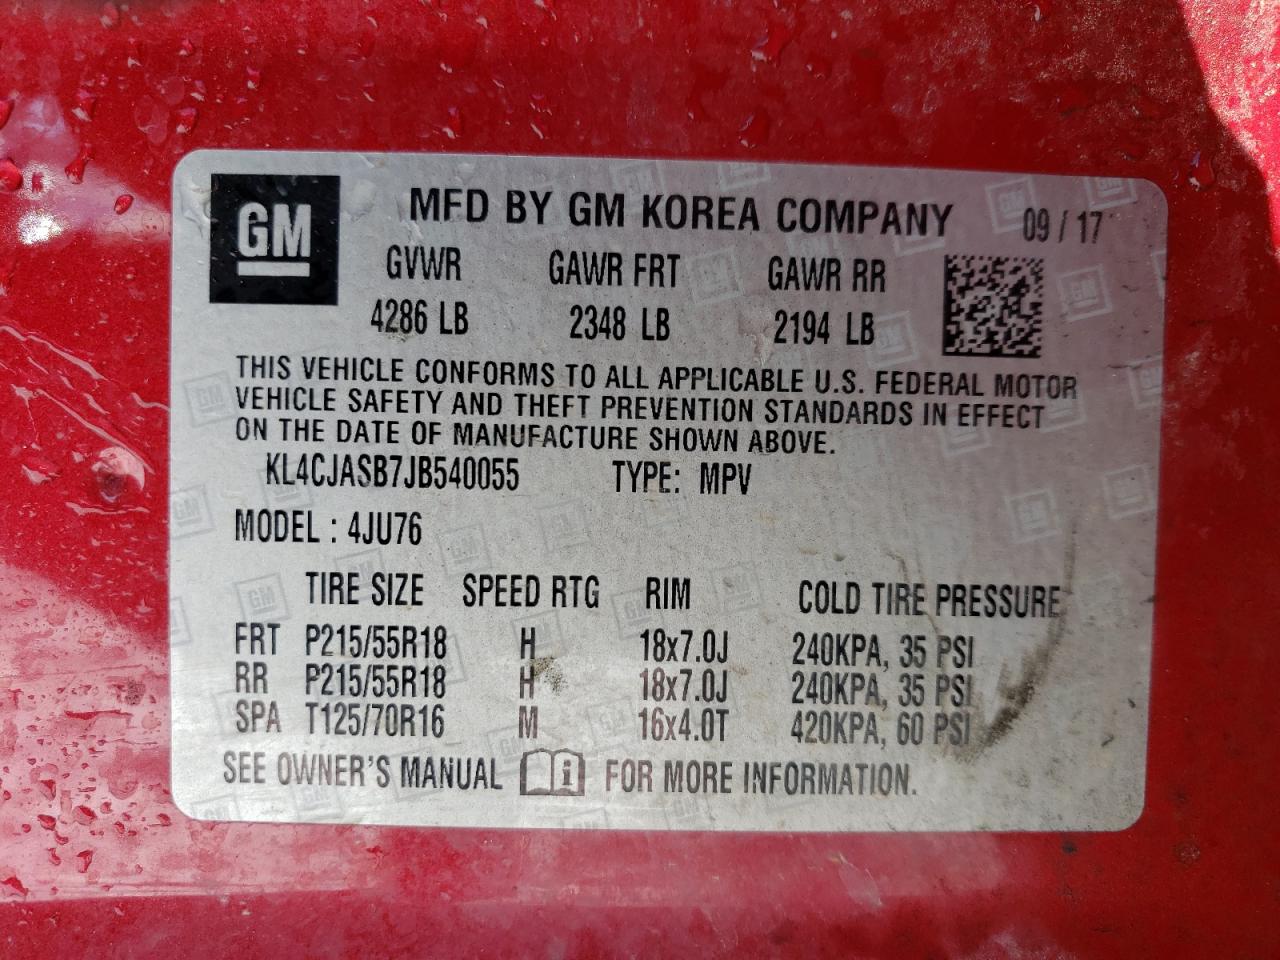 GM
MFD BY GM KOREA COMPANY 09 / 17
GVWR GAWR FRT GAWR RR
4286 LB 2348 LB 2194 LB
THIS VEHICLE CONFORMS TO ALL APPLICABLE U.S. FEDERAL MOTOR
VEHICLE SAFETY AND THEFT PREVENTION STANDARDS IN EFFECT
ON THE DATE OF MANUFACTURE SHOWN ABOVE.
KL4CJASB7JB540055 TYPE: MPV
MODEL : 4JU76
TIRE SIZE SPEED RTG RIM COLD TIRE PRESSURE
FRT P215/55R18 H 18x7.0J 240KPA, 35 PSI
RR P215/55R18 H 18x7.0J 240KPA, 35 PSI
SPA T125/70R16 M 16x4.0T 420KPA, 60 PSI
SEE OWNER'S MANUAL i FOR MORE INFORMATION.